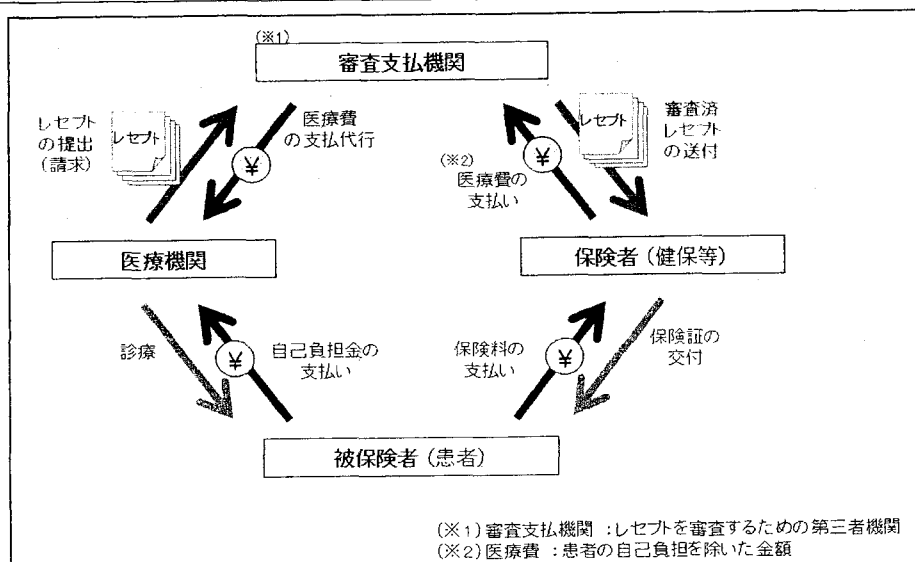 (※1)
審査支払機関
レセプト
の提出
(請求)
レセプト
医療費
の支払代行
¥
(※2)
医療費の
支払い
¥
レセプト
審査済
レセプト
の送付
医療機関
保険者(健保等)
診療
¥
自己負担金の
支払い
保険料の
支払い
¥
保険証の
交付
被保険者(患者)
(※1)審査支払機関 :レセプトを審査するための第三者機関
(※2)医療費 :患者の自己負担を除いた金額